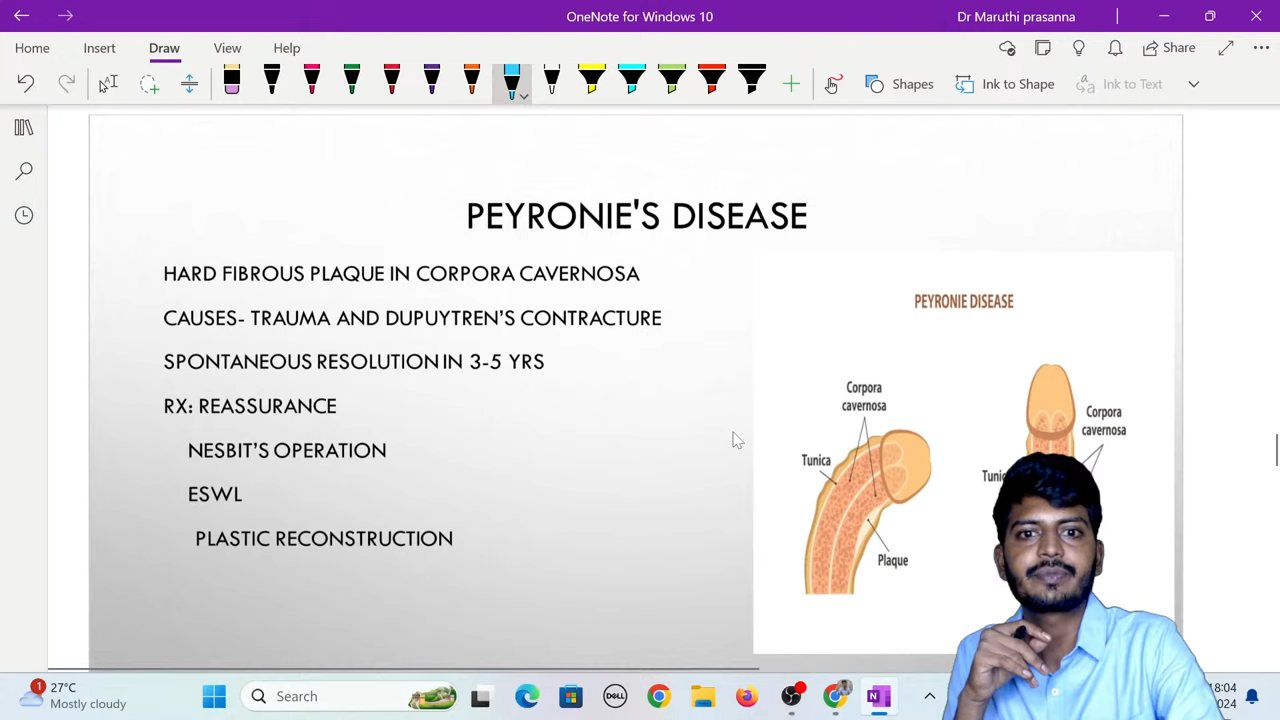 OneNote for Windows 10
Dr Maruthi prasanna
Home
Insert
Draw
View
Help
Share
Shapes
Ink to Shape
Ink to Text
PEYRONIE'S DISEASE
HARD FIBROUS PLAQUE IN CORPORA CAVERNOSA
CAUSES- TRAUMA AND DUPUYTREN'S CONTRACTURE
SPONTANEOUS RESOLUTION IN 3-5 YRS
RX: REASSURANCE
NESBIT'S OPERATION
ESWL
PLASTIC RECONSTRUCTION
PEYRONIE DISEASE
Corpora
cavernosa
Tunica
Plaque
Corpora
cavernosa
1
27°C
Mostly cloudy
Search
DELL
18:04
2024